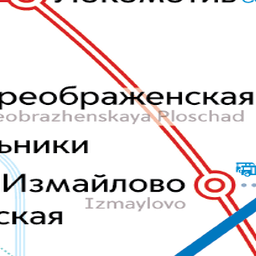 Локомотив
реображенская
eobrazhenskaya Ploschad
ьники
Измайлово
Izmaylovo
ская